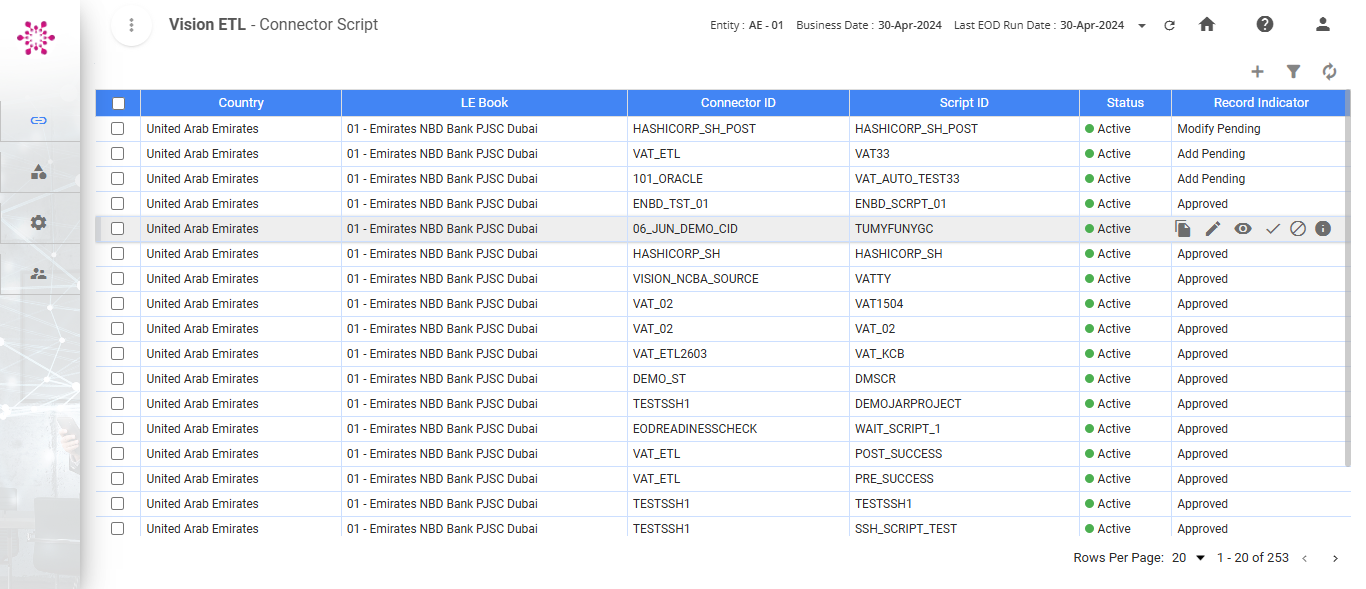 Vision ETL - Connector Script
Entity : AE - 01 Business Date : 30-Apr-2024 Last EOD Run Date : 30-Apr-2024
Country LE Book Connector ID Script ID Status Record Indicator
United Arab Emirates 01 - Emirates NBD Bank PJSC Dubai HASHICORP_SH_POST HASHICORP_SH_POST Active Modify Pending
United Arab Emirates 01 - Emirates NBD Bank PJSC Dubai VAT_ETL VAT33 Active Add Pending
United Arab Emirates 01 - Emirates NBD Bank PJSC Dubai 101_ORACLE VAT_AUTO_TEST33 Active Add Pending
United Arab Emirates 01 - Emirates NBD Bank PJSC Dubai ENBD_TST_01 ENBD_SCRPT_01 Active Approved
United Arab Emirates 01 - Emirates NBD Bank PJSC Dubai 06_JUN_DEMO_CID TUMYFUNYGC Active
United Arab Emirates 01 - Emirates NBD Bank PJSC Dubai HASHICORP_SH HASHICORP_SH Active Approved
United Arab Emirates 01 - Emirates NBD Bank PJSC Dubai VISION_NCBA_SOURCE VATTY Active Approved
United Arab Emirates 01 - Emirates NBD Bank PJSC Dubai VAT_02 VAT1504 Active Approved
United Arab Emirates 01 - Emirates NBD Bank PJSC Dubai VAT_02 VAT_02 Active Approved
United Arab Emirates 01 - Emirates NBD Bank PJSC Dubai VAT_ETL2603 VAT_KCB Active Approved
United Arab Emirates 01 - Emirates NBD Bank PJSC Dubai DEMO_ST DMSCR Active Approved
United Arab Emirates 01 - Emirates NBD Bank PJSC Dubai TESTSSH1 DEMOJARPROJECT Active Approved
United Arab Emirates 01 - Emirates NBD Bank PJSC Dubai EODREADINESSCHECK WAIT_SCRIPT_1 Active Approved
United Arab Emirates 01 - Emirates NBD Bank PJSC Dubai VAT_ETL POST_SUCCESS Active Approved
United Arab Emirates 01 - Emirates NBD Bank PJSC Dubai VAT_ETL PRE_SUCCESS Active Approved
United Arab Emirates 01 - Emirates NBD Bank PJSC Dubai TESTSSH1 TESTSSH1 Active Approved
United Arab Emirates 01 - Emirates NBD Bank PJSC Dubai TESTSSH1 SSH_SCRIPT_TEST Active Approved
Rows Per Page: 20 1 - 20 of 253